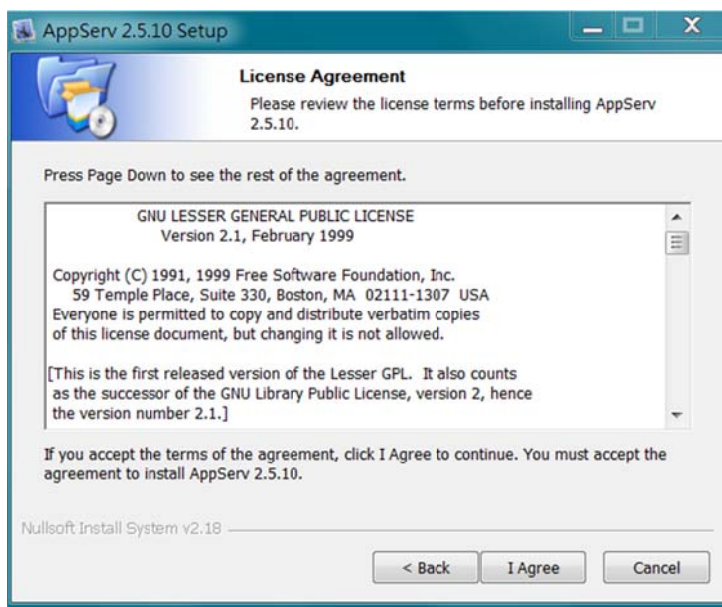 AppServ 2.5.10 Setup
License Agreement
Please review the license terms before installing AppServ
2.5.10.
Press Page Down to see the rest of the agreement.
GNU LESSER GENERAL PUBLIC LICENSE
Version 2.1, February 1999
Copyright (C) 1991, 1999 Free Software Foundation, Inc.
59 Temple Place, Suite 330, Boston, MA 02111-1307 USA
Everyone is permitted to copy and distribute verbatim copies
of this license document, but changing it is not allowed.
[This is the first released version of the Lesser GPL. It also counts
as the successor of the GNU Library Public License, version 2, hence
the version number 2.1.]
If you accept the terms of the agreement, click I Agree to continue. You must accept the
agreement to install AppServ 2.5.10.
Nullsoft Install System v2.18
< Back
I Agree
Cancel